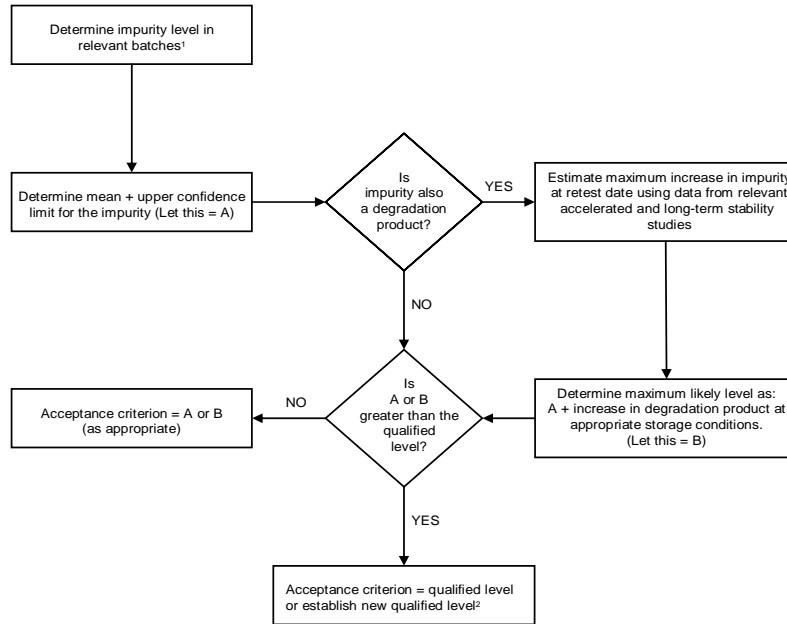 Determine impurity level in
relevant batches¹
Determine mean + upper confidence
limit for the impurity (Let this = A)
Is
impurity also
a degradation
product?
YES
Estimate maximum increase in impurity
at retest date using data from relevant
accelerated and long-term stability
studies
NO
Determine maximum likely level as:
A + increase in degradation product at
appropriate storage conditions.
(Let this = B)
Is
A or B
greater than the
qualified
level?
NO
Acceptance criterion = A or B
(as appropriate)
YES
Acceptance criterion = qualified level
or establish new qualified level²